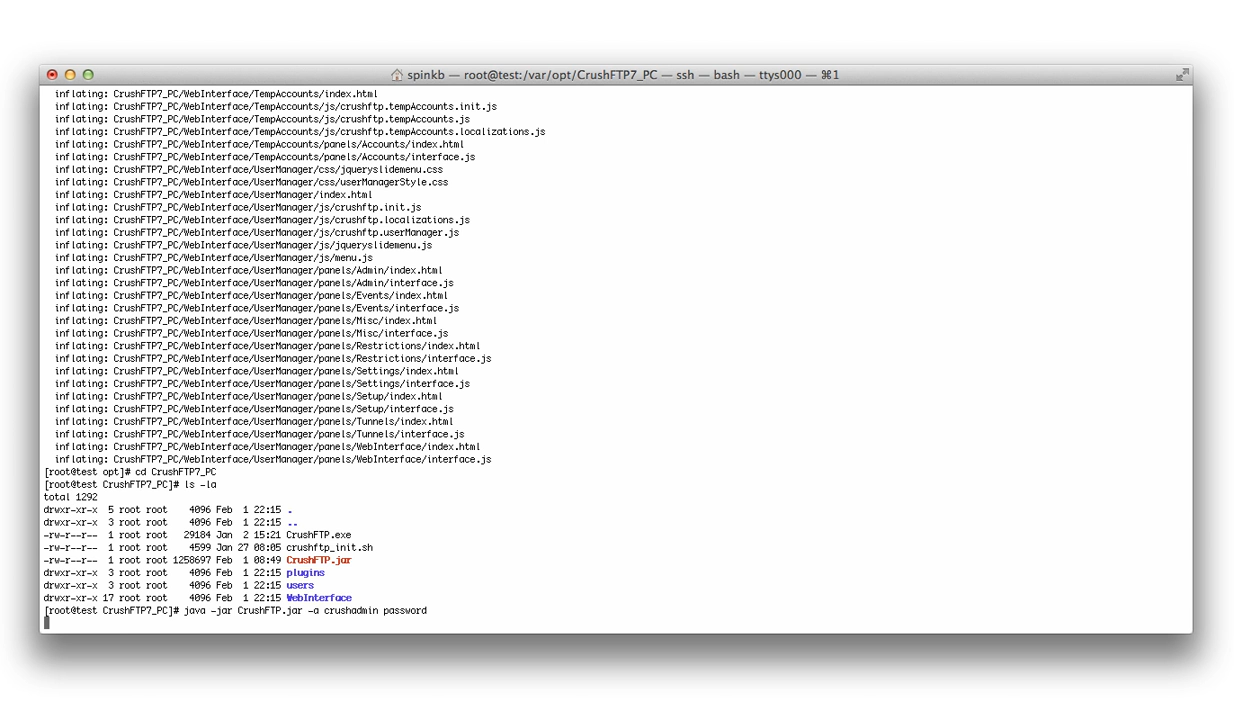 spinkb — root@test:/var/opt/CrushFTP7_PC — ssh — bash — ttys000 — ⌘1
inflating: CrushFTP7_PC/WebInterface/TempAccounts/index.html
inflating: CrushFTP7_PC/WebInterface/TempAccounts/js/crushftp.tempAccounts.init.js
inflating: CrushFTP7_PC/WebInterface/TempAccounts/js/crushftp.tempAccounts.js
inflating: CrushFTP7_PC/WebInterface/TempAccounts/js/crushftp.tempAccounts.localizations.js
inflating: CrushFTP7_PC/WebInterface/TempAccounts/panels/Accounts/index.html
inflating: CrushFTP7_PC/WebInterface/TempAccounts/panels/Accounts/interface.js
inflating: CrushFTP7_PC/WebInterface/UserManager/css/jqueryslidemenu.css
inflating: CrushFTP7_PC/WebInterface/UserManager/css/userManagerStyle.css
inflating: CrushFTP7_PC/WebInterface/UserManager/index.html
inflating: CrushFTP7_PC/WebInterface/UserManager/js/crushftp.init.js
inflating: CrushFTP7_PC/WebInterface/UserManager/js/crushftp.localizations.js
inflating: CrushFTP7_PC/WebInterface/UserManager/js/crushftp.userManager.js
inflating: CrushFTP7_PC/WebInterface/UserManager/js/jqueryslidemenu.js
inflating: CrushFTP7_PC/WebInterface/UserManager/js/menu.js
inflating: CrushFTP7_PC/WebInterface/UserManager/panels/Admin/index.html
inflating: CrushFTP7_PC/WebInterface/UserManager/panels/Admin/interface.js
inflating: CrushFTP7_PC/WebInterface/UserManager/panels/Events/index.html
inflating: CrushFTP7_PC/WebInterface/UserManager/panels/Events/interface.js
inflating: CrushFTP7_PC/WebInterface/UserManager/panels/Misc/index.html
inflating: CrushFTP7_PC/WebInterface/UserManager/panels/Misc/interface.js
inflating: CrushFTP7_PC/WebInterface/UserManager/panels/Restrictions/index.html
inflating: CrushFTP7_PC/WebInterface/UserManager/panels/Restrictions/interface.js
inflating: CrushFTP7_PC/WebInterface/UserManager/panels/Settings/index.html
inflating: CrushFTP7_PC/WebInterface/UserManager/panels/Settings/interface.js
inflating: CrushFTP7_PC/WebInterface/UserManager/panels/Setup/index.html
inflating: CrushFTP7_PC/WebInterface/UserManager/panels/Setup/interface.js
inflating: CrushFTP7_PC/WebInterface/UserManager/panels/Tunnels/index.html
inflating: CrushFTP7_PC/WebInterface/UserManager/panels/Tunnels/interface.js
inflating: CrushFTP7_PC/WebInterface/UserManager/panels/WebInterface/index.html
inflating: CrushFTP7_PC/WebInterface/UserManager/panels/WebInterface/interface.js
[root@test opt]# cd CrushFTP7_PC
[root@test CrushFTP7_PC]# ls -la
total 1292
drwxr-xr-x 5 root root 4096 Feb 1 22:15 .
drwxr-xr-x 3 root root 4096 Feb 1 22:15 ..
-rw-r--r-- 1 root root 29184 Jan 2 15:21 CrushFTP.exe
-rw-r--r-- 1 root root 4599 Jan 27 08:05 crushftp_init.sh
-rw-r--r-- 1 root root 1258697 Feb 1 08:49 CrushFTP.jar
drwxr-xr-x 3 root root 4096 Feb 1 22:15 plugins
drwxr-xr-x 3 root root 4096 Feb 1 22:15 users
drwxr-xr-x 17 root root 4096 Feb 1 22:15 WebInterface
[root@test CrushFTP7_PC]# java -jar CrushFTP.jar -a crushadmin password